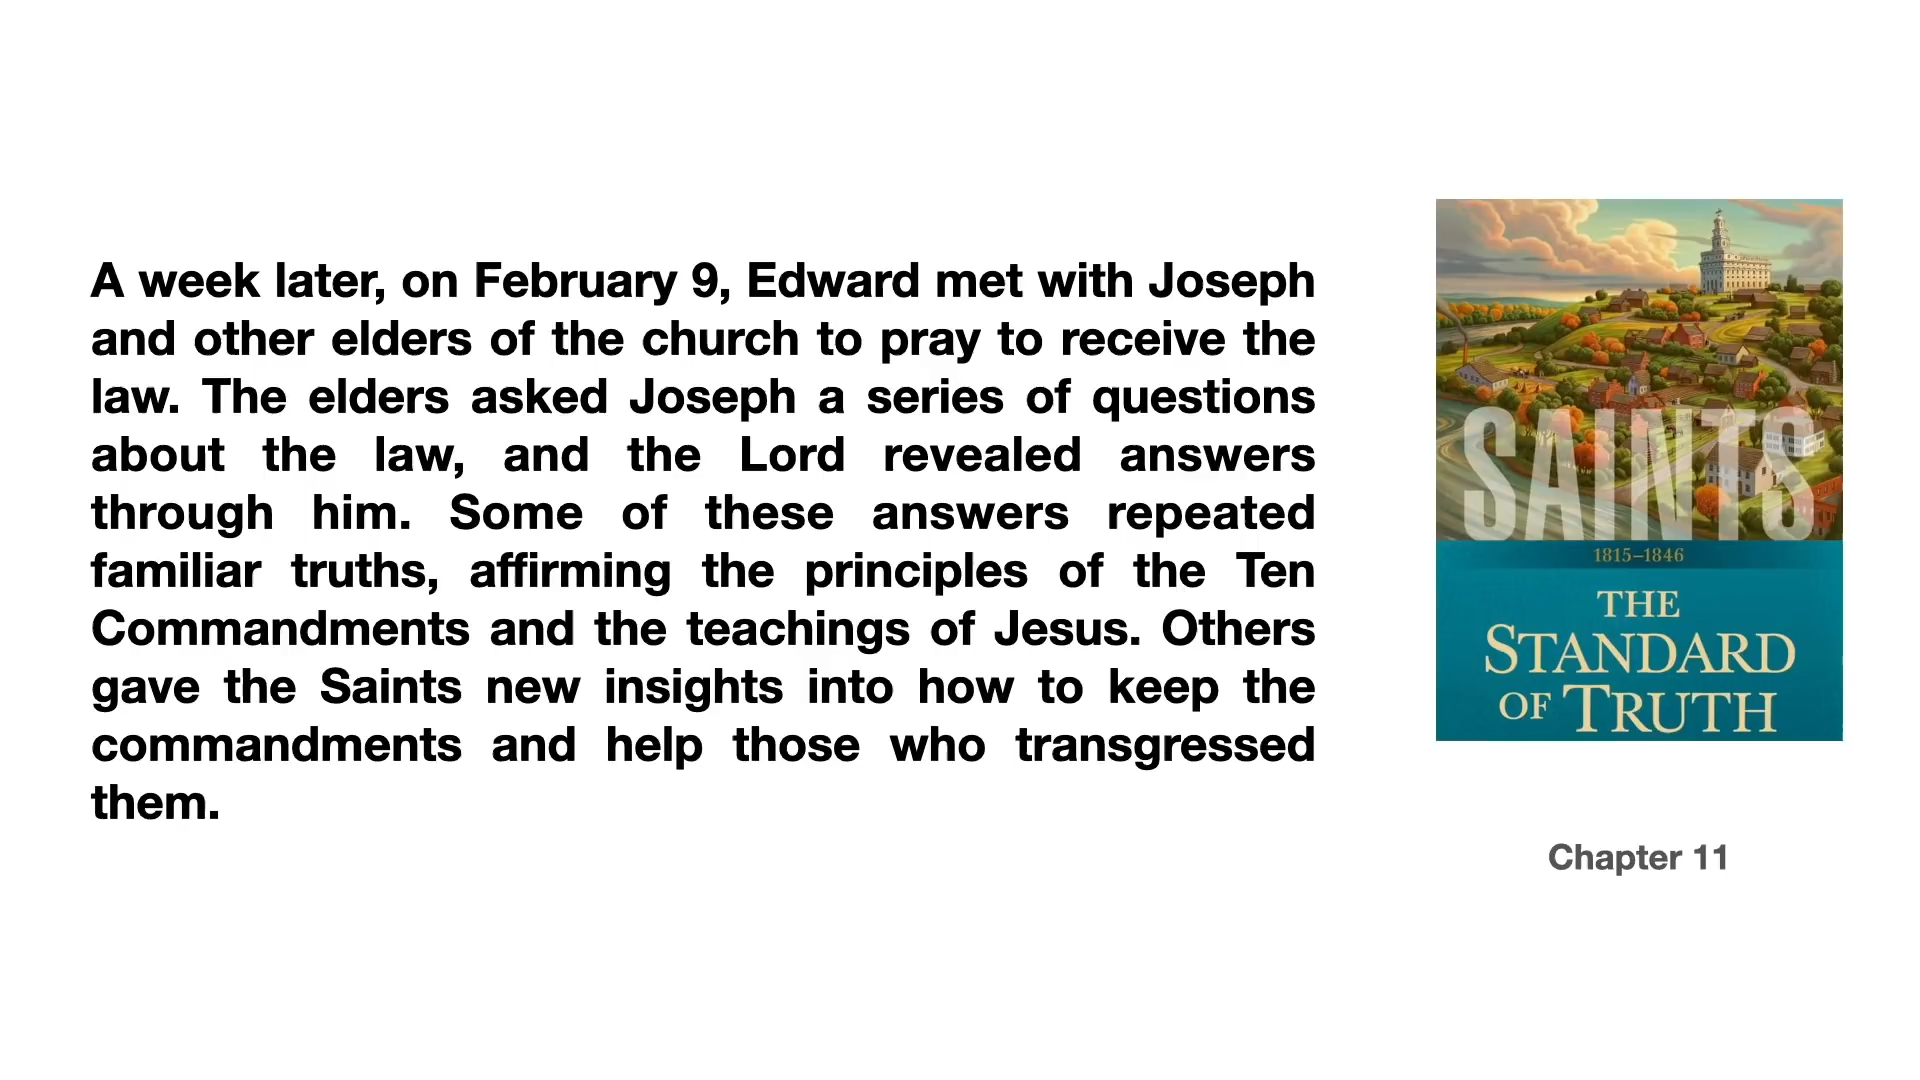 A week later, on February 9, Edward met with Joseph
and other elders of the church to pray to receive the
law. The elders asked Joseph a series of questions
about the law, and the Lord revealed answers
through him. Some of these answers repeated
familiar truths, affirming the principles of the Ten
Commandments and the teachings of Jesus. Others
gave the Saints new insights into how to keep the
commandments and help those who transgressed
them.
SAINTS
1815–1846
THE
STANDARD
OF TRUTH
Chapter 11